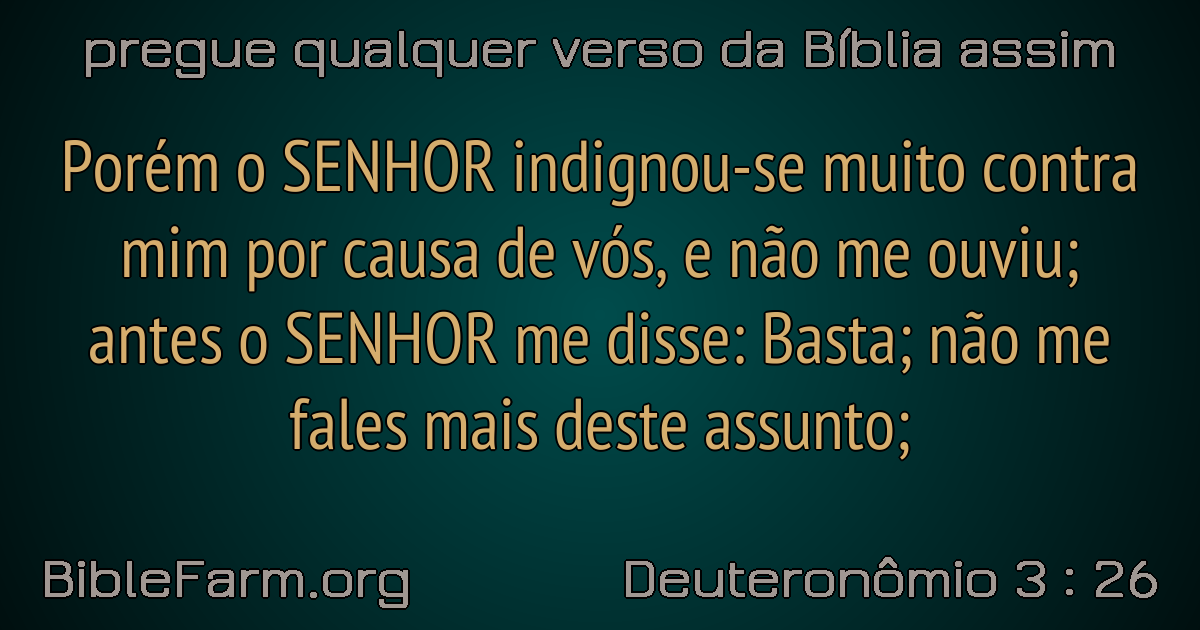 pregue qualquer verso da Bíblia assim
Porém o SENHOR indignou-se muito contra
mim por causa de vós, e não me ouviu;
antes o SENHOR me disse: Basta; não me
fales mais deste assunto;
BibleFarm.org
Deuteronômio 3 : 26